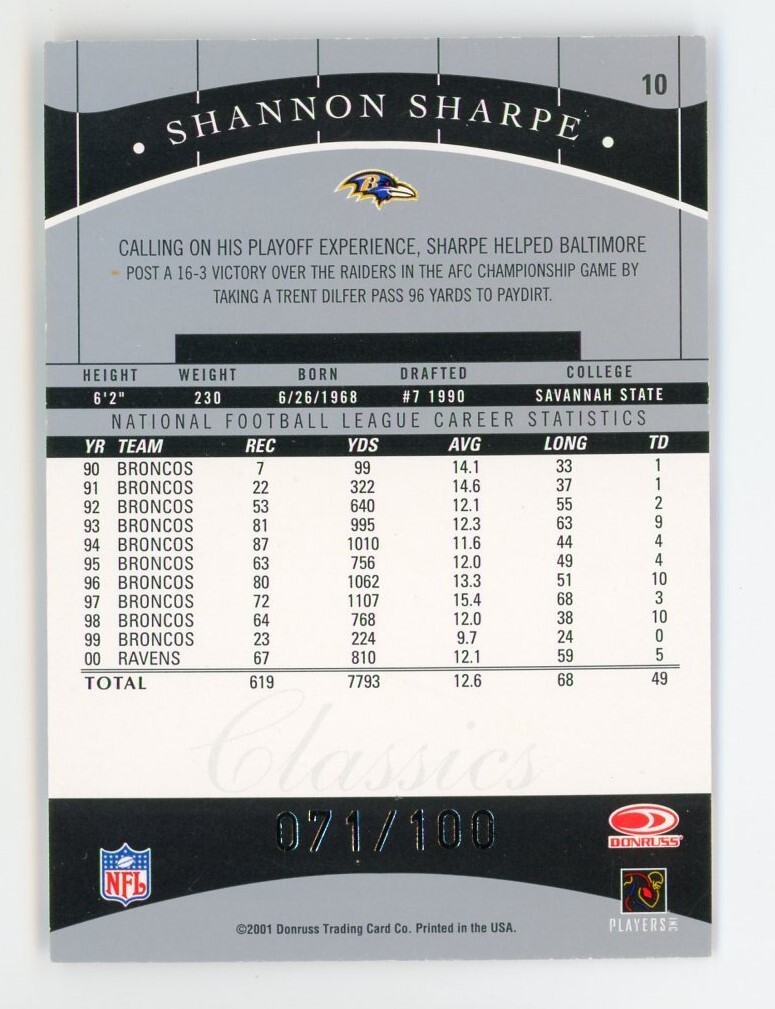 10
• SHANNON SHARPE •
B
CALLING ON HIS PLAYOFF EXPERIENCE, SHARPE HELPED BALTIMORE
POST A 16-3 VICTORY OVER THE RAIDERS IN THE AFC CHAMPIONSHIP GAME BY
TAKING A TRENT DILFER PASS 96 YARDS TO PAYDIRT.
HEIGHT WEIGHT BORN DRAFTED COLLEGE
6'2" 230 6/26/1968 #7 1990 SAVANNAH STATE
NATIONAL FOOTBALL LEAGUE CAREER STATISTICS
YR TEAM REC YDS AVG LONG TD
90 BRONCOS 7 99 14.1 33 1
91 BRONCOS 22 322 14.6 37 1
92 BRONCOS 53 640 12.1 55 2
93 BRONCOS 81 995 12.3 63 9
94 BRONCOS 87 1010 11.6 44 4
95 BRONCOS 63 756 12.0 49 4
96 BRONCOS 80 1062 13.3 51 10
97 BRONCOS 72 1107 15.4 68 3
98 BRONCOS 64 768 12.0 38 10
99 BRONCOS 23 224 9.7 24 0
00 RAVENS 67 810 12.1 59 5
TOTAL 619 7793 12.6 68 49
Classics
071/100
DONRUSS
NFL
PLAYERS INC
©2001 Donruss Trading Card Co. Printed in the USA.